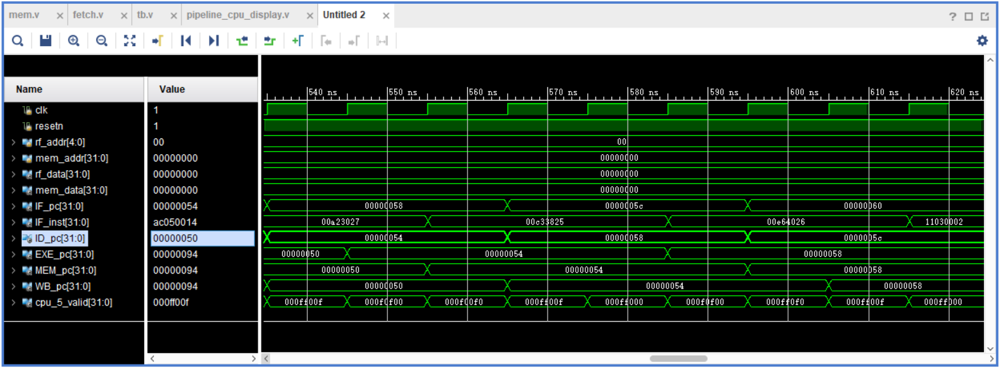 mem.v × fetch.v × tb.v × pipeline_cpu_display.v × Untitled 2 × ?
540 ns 550 ns 560 ns 570 ns 580 ns 590 ns 600 ns 610 ns 620 ns
Name Value
clk 1
resetn 1
rf_addr[4:0] 00 00
mem_addr[31:0] 00000000 00000000
rf_data[31:0] 00000000 00000000
mem_data[31:0] 00000000 00000000
IF_pc[31:0] 00000054 00000058 0000005c 00000060
IF_inst[31:0] ac050014 00a23027 00c33825 00e64026 11030002
ID_pc[31:0] 00000050 00000054 00000058 0000005c
EXE_pc[31:0] 00000094 00000050 00000054 00000058
MEM_pc[31:0] 00000094 00000050 00000054 00000058
WB_pc[31:0] 00000094 00000050 00000054 00000058
cpu_5_valid[31:0] 000ff00f 000ff00f 000f0f00 000f00f0 000ff00f 000ff000 000f0f00 000ff0f0 000ff00f 000ff000